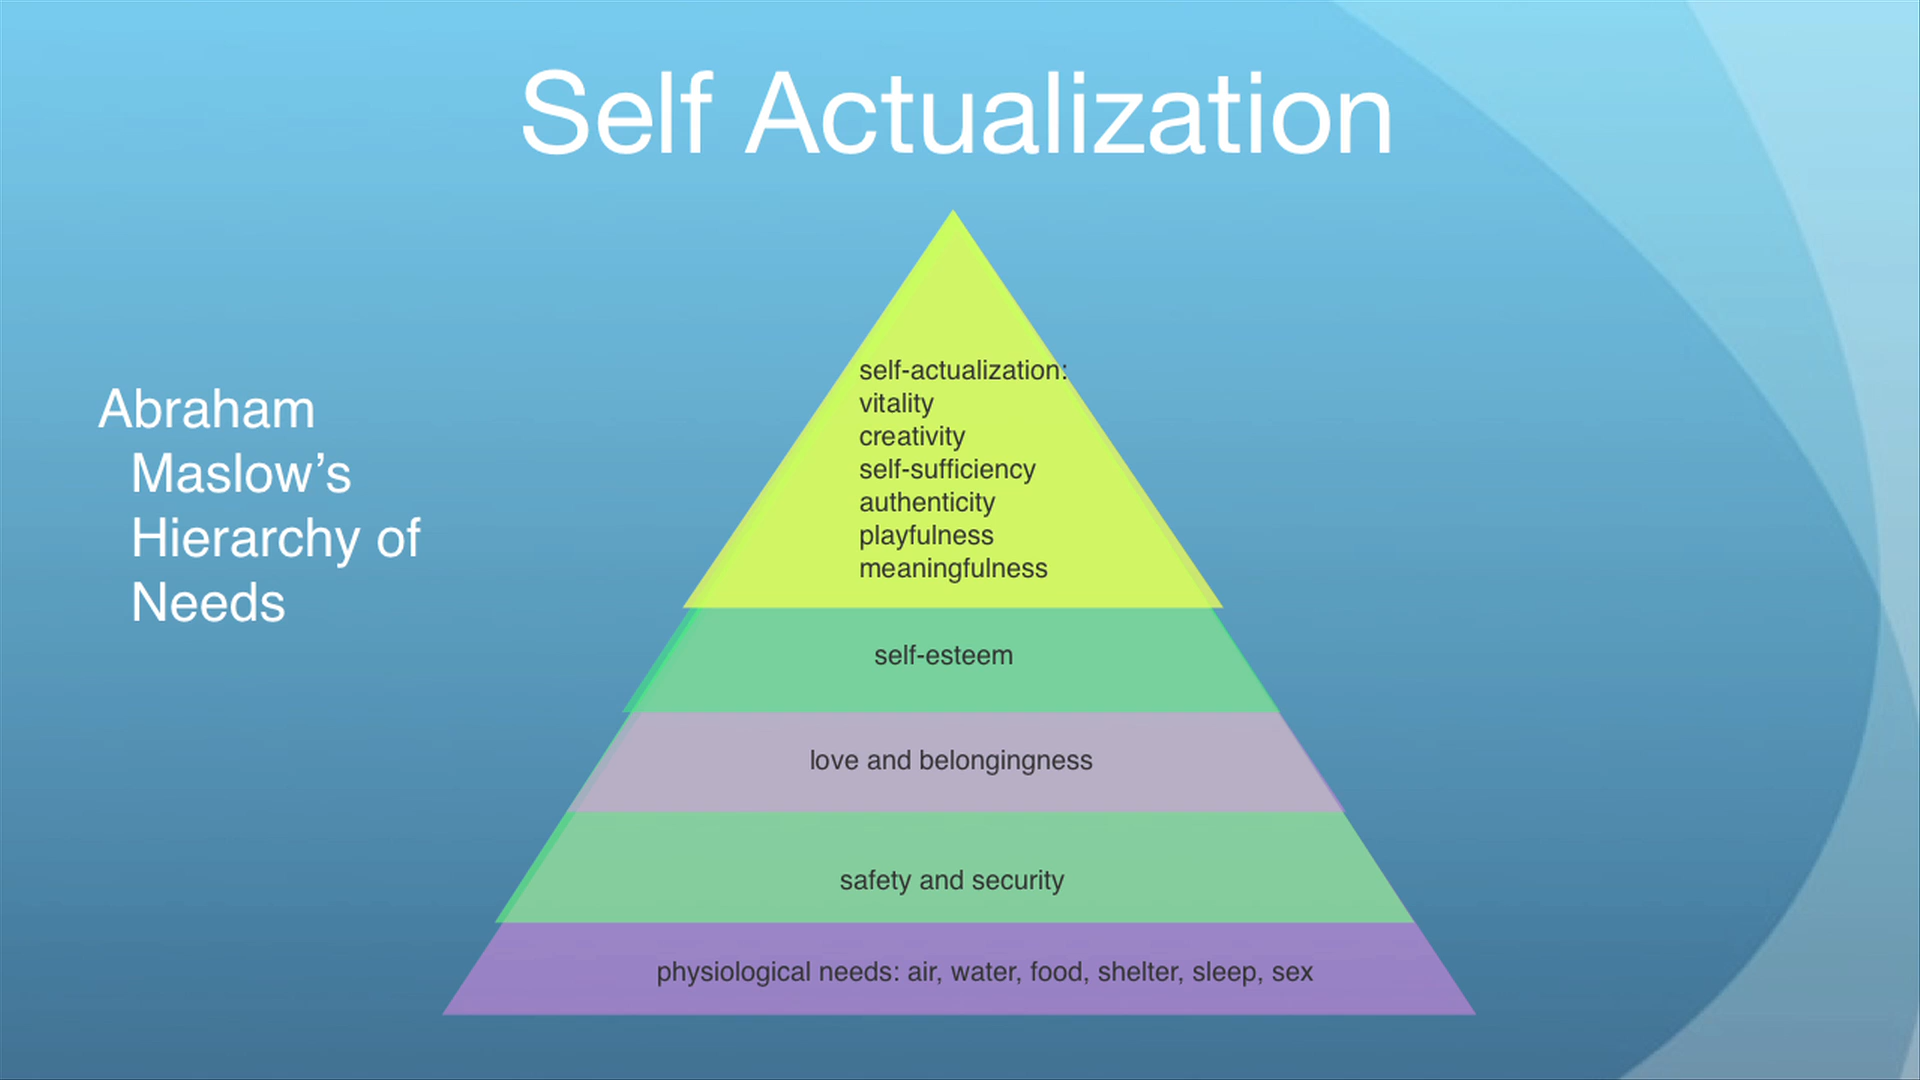 Self Actualization
Abraham
Maslow’s
Hierarchy of
Needs
self-actualization:
vitality
creativity
self-sufficiency
authenticity
playfulness
meaningfulness
self-esteem
love and belongingness
safety and security
physiological needs: air, water, food, shelter, sleep, sex